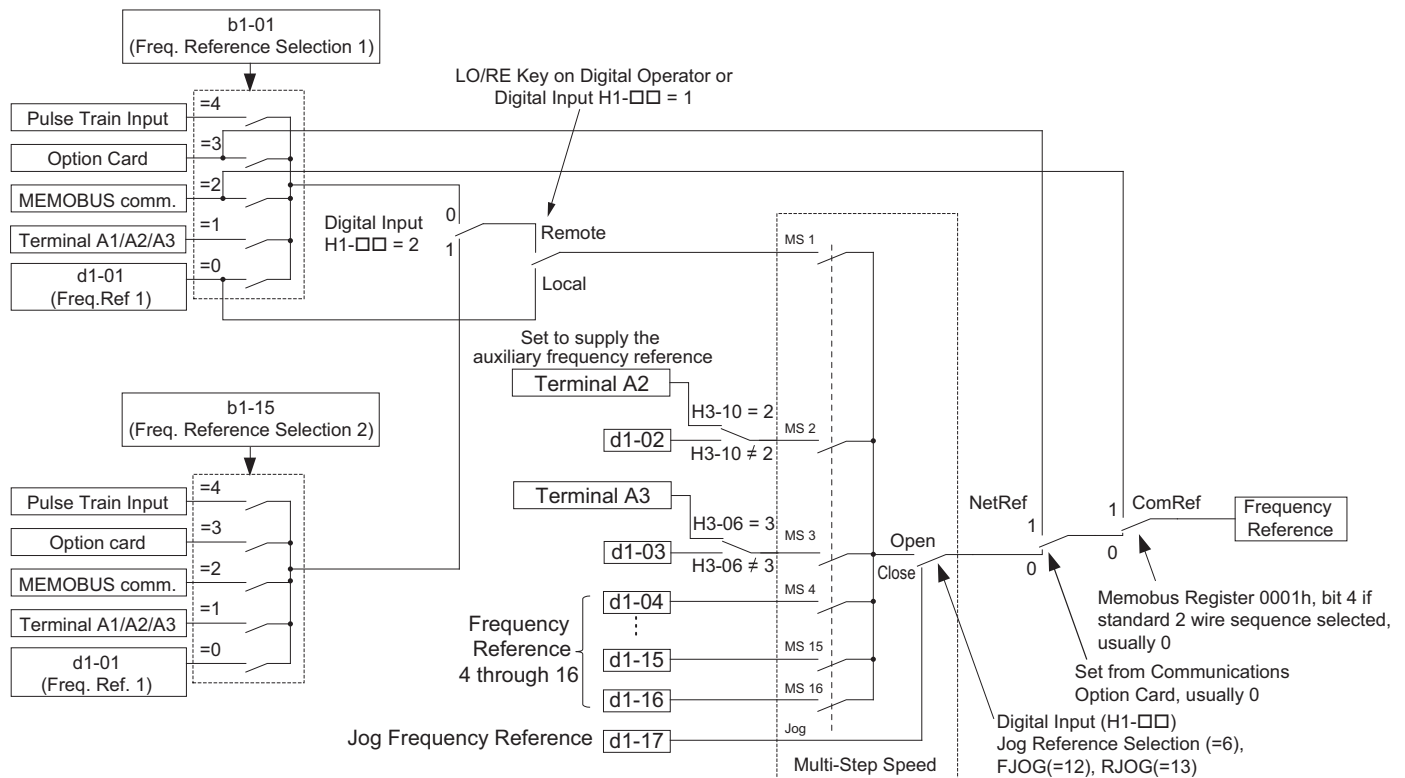 b1-01
(Freq. Reference Selection 1)
LO/RE Key on Digital Operator or
Digital Input H1-□□ = 1
=4
Pulse Train Input
=3
Option Card
=2
MEMOBUS comm.
=1
Terminal A1/A2/A3
=0
d1-01
(Freq.Ref 1)
Digital Input
H1-□□ = 2
0
1
Remote
Local
MS 1
Set to supply the
auxiliary frequency reference
Terminal A2
H3-10 = 2
d1-02
H3-10 ≠ 2
MS 2
b1-15
(Freq. Reference Selection 2)
=4
Pulse Train Input
=3
Option card
=2
MEMOBUS comm.
=1
Terminal A1/A2/A3
=0
d1-01
(Freq. Ref. 1)
Terminal A3
H3-06 = 3
d1-03
H3-06 ≠ 3
MS 3
Frequency
Reference
4 through 16
d1-04
MS 4
d1-15
MS 15
d1-16
MS 16
Jog Frequency Reference
d1-17
Jog
Multi-Step Speed
Open
Close
NetRef
1
0
ComRef
1
0
Frequency
Reference
Memobus Register 0001h, bit 4 if
standard 2 wire sequence selected,
usually 0
Set from Communications
Option Card, usually 0
Digital Input (H1-□□)
Jog Reference Selection (=6),
FJOG(=12), RJOG(=13)